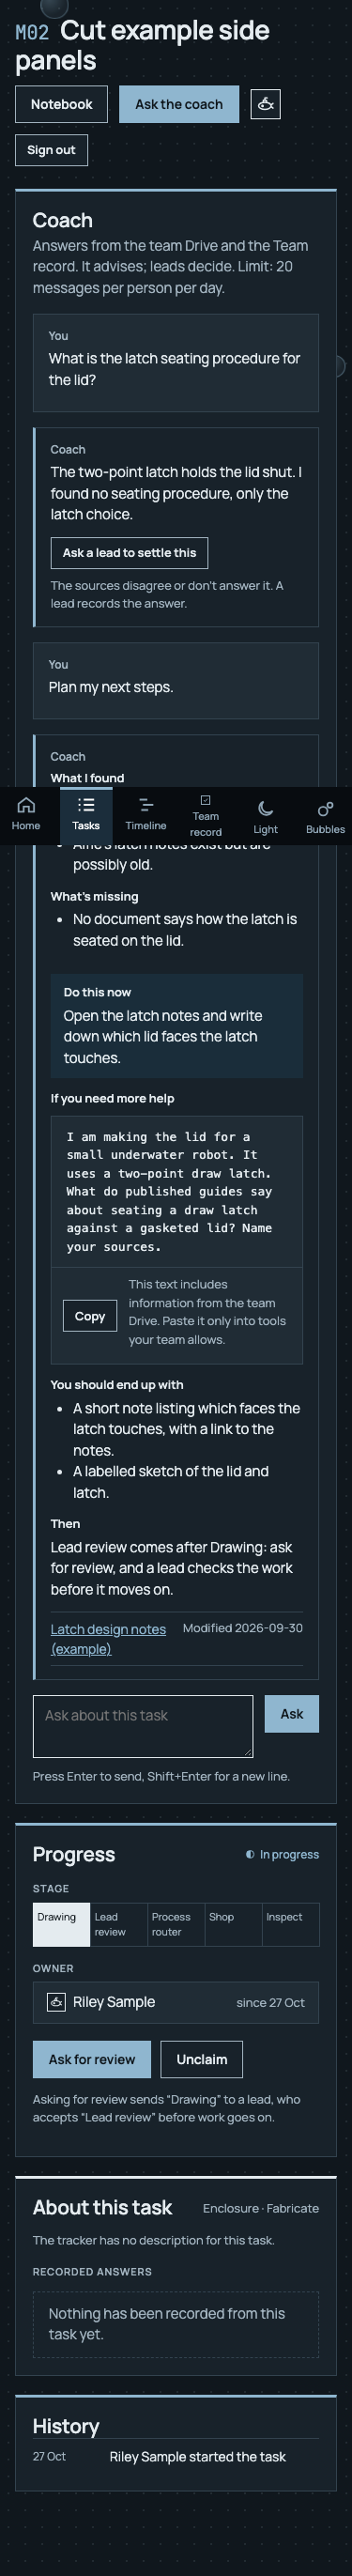 M02 Cut example side
panels
Notebook
Ask the coach
Sign out
Coach
Answers from the team Drive and the Team
record. It advises; leads decide. Limit: 20
messages per person per day.
You
What is the latch seating procedure for
the lid?
Coach
The two-point latch holds the lid shut. I
found no seating procedure, only the
latch choice.
Ask a lead to settle this
The sources disagree or don't answer it. A
lead records the answer.
You
Plan my next steps.
Coach
What I found
Home
Tasks
Timeline
Team
record
Light
Bubbles
possibly old.
What's missing
No document says how the latch is
seated on the lid.
Do this now
Open the latch notes and write
down which lid faces the latch
touches.
If you need more help
I am making the lid for a
small underwater robot. It
uses a two-point draw latch.
What do published guides say
about seating a draw latch
against a gasketed lid? Name
your sources.
Copy
This text includes
information from the team
Drive. Paste it only into tools
your team allows.
You should end up with
A short note listing which faces the
latch touches, with a link to the
notes.
A labelled sketch of the lid and
latch.
Then
Lead review comes after Drawing: ask
for review, and a lead checks the work
before it moves on.
Latch design notes
(example)
Modified 2026-09-30
Ask about this task
Ask
Press Enter to send, Shift+Enter for a new line.
Progress
In progress
STAGE
Drawing
Lead
review
Process
router
Shop
Inspect
OWNER
Riley Sample
since 27 Oct
Ask for review
Unclaim
Asking for review sends “Drawing” to a lead, who
accepts “Lead review” before work goes on.
About this task
Enclosure · Fabricate
The tracker has no description for this task.
RECORDED ANSWERS
Nothing has been recorded from this
task yet.
History
27 Oct
Riley Sample started the task